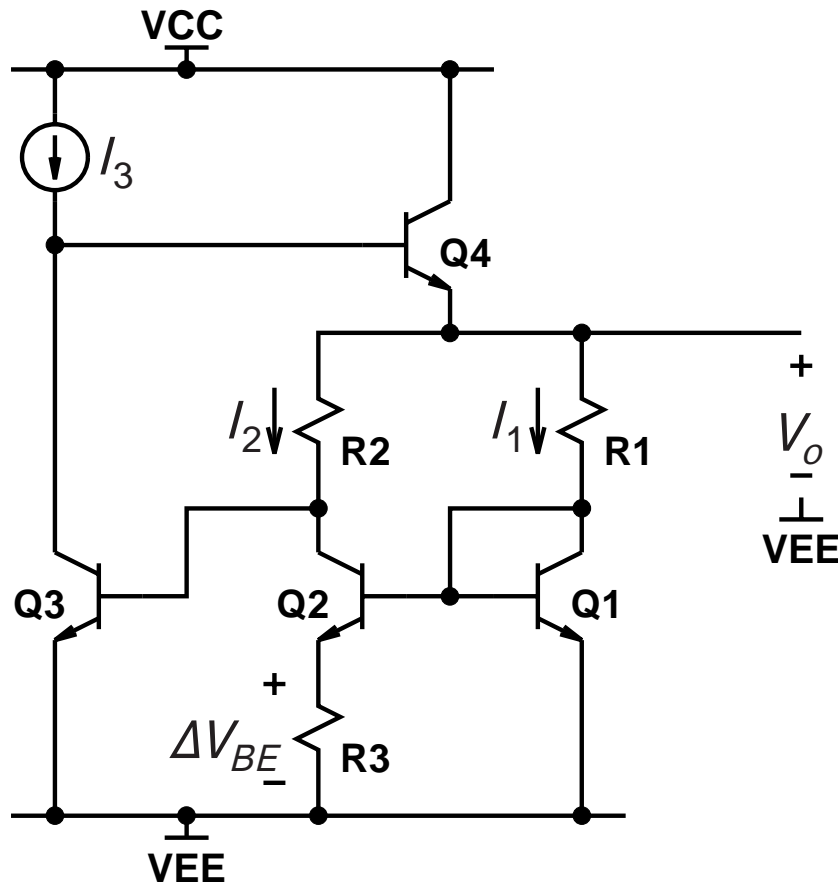 VCC
I3
Q4
I2
R2
I1
R1
+
Vo
−
VEE
Q3
Q2
Q1
+
ΔVBE
−
R3
VEE